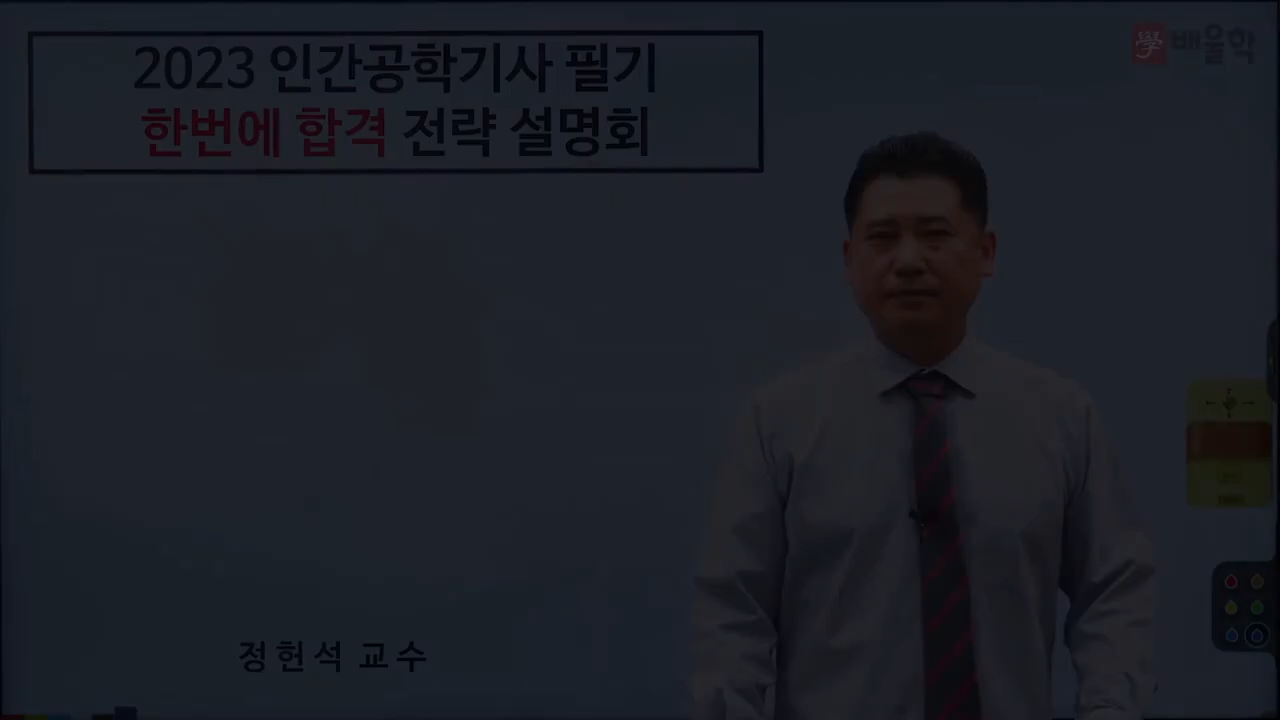 2023 인간공학기사 필기
한번에 합격 전략 설명회
學 배울학
정헌석 교수